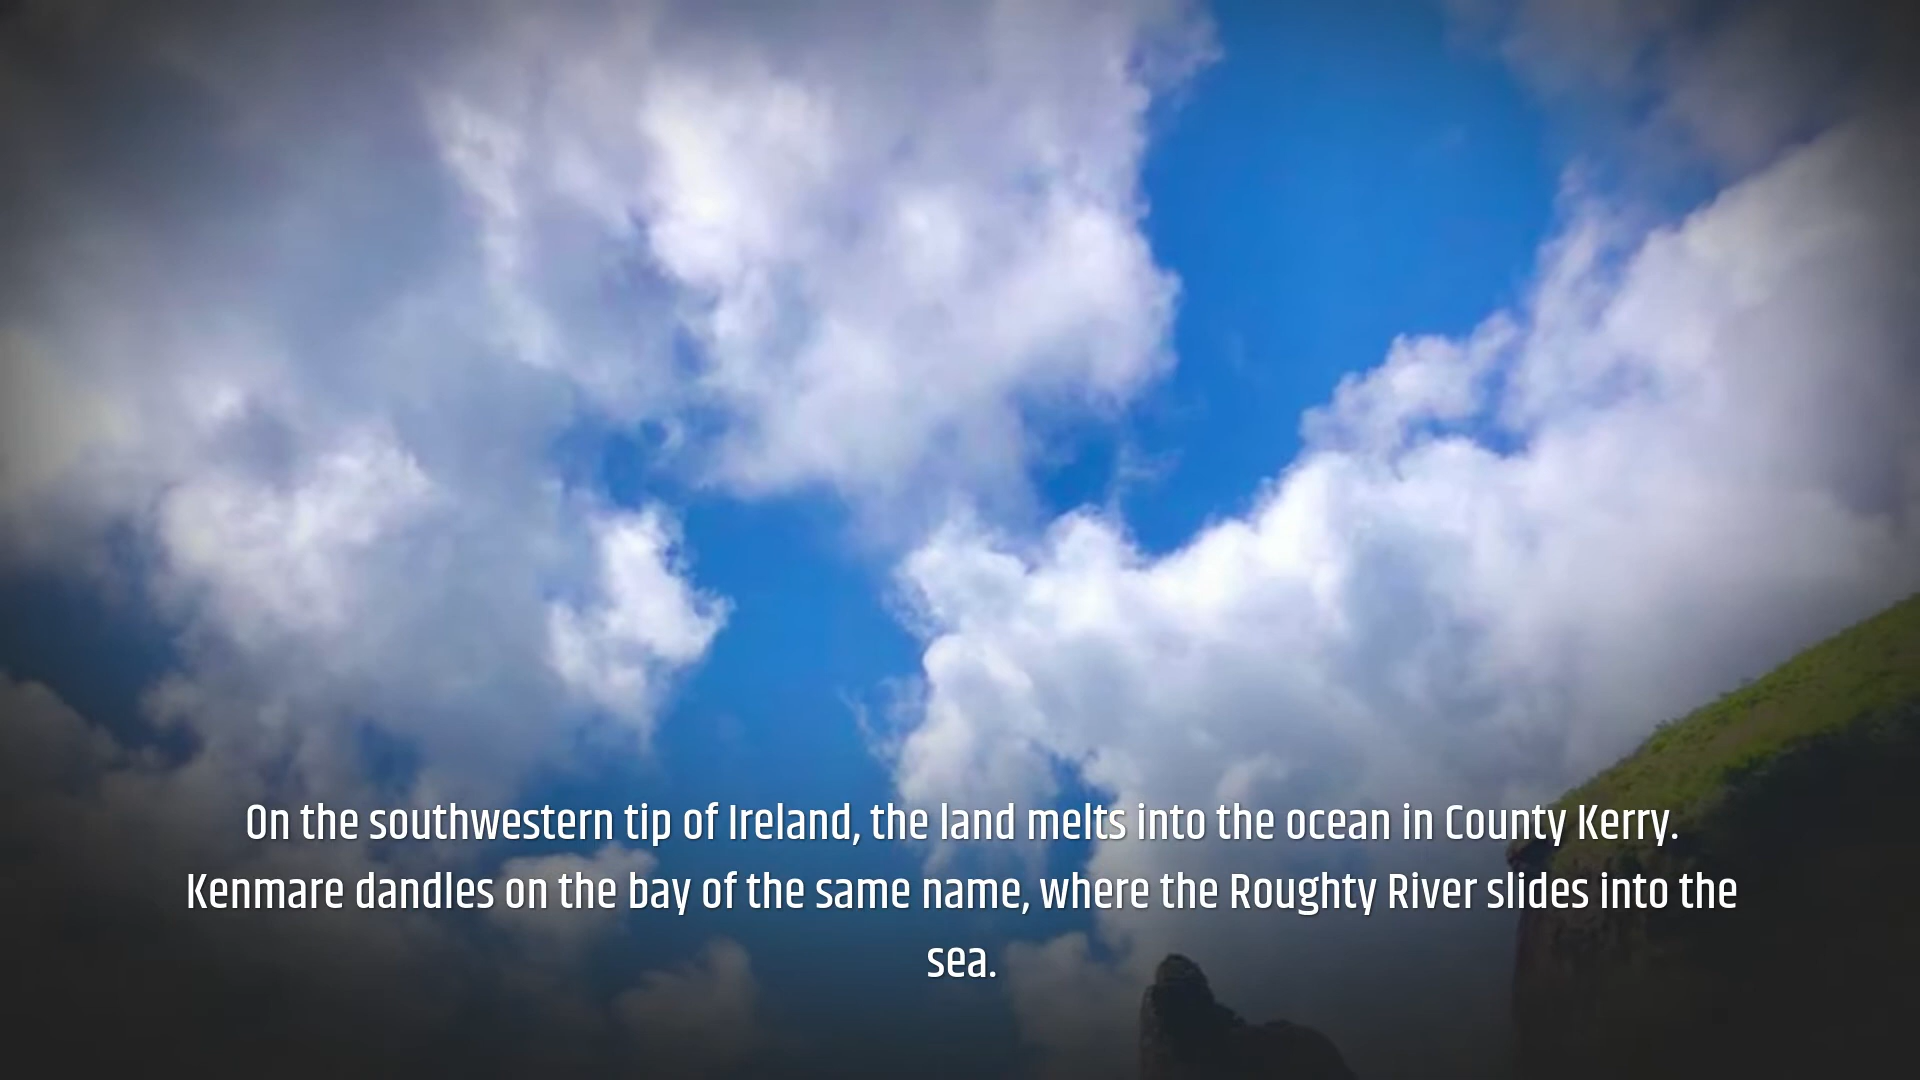 On the southwestern tip of Ireland, the land melts into the ocean in County Kerry.
Kenmare dandles on the bay of the same name, where the Roughty River slides into the
sea.